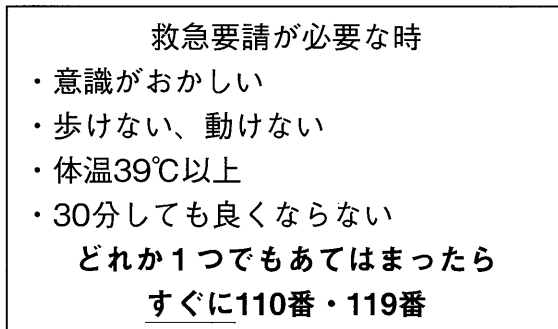 救急要請が必要な時
・意識がおかしい
・歩けない、動けない
・体温39℃以上
・30分しても良くならない
どれか１つでもあてはまったら
すぐに110番・119番